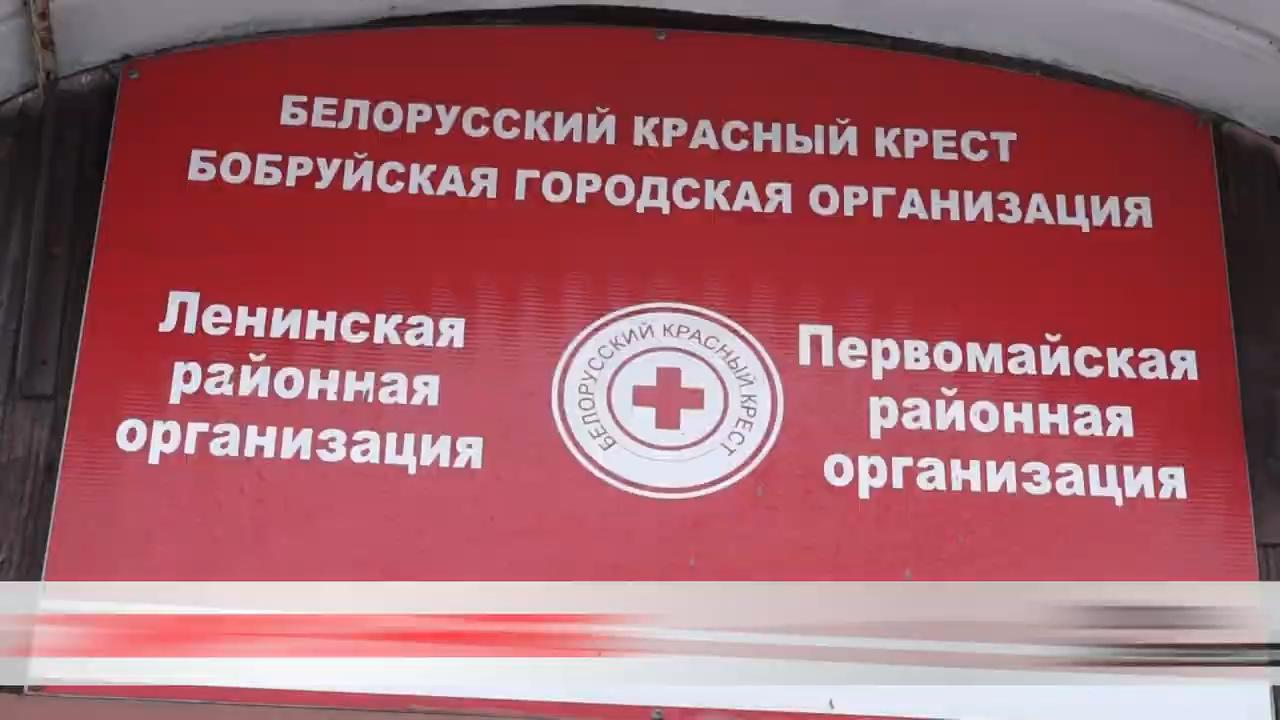 БЕЛОРУССКИЙ КРАСНЫЙ КРЕСТ
БОБРУЙСКАЯ ГОРОДСКАЯ ОРГАНИЗАЦИЯ
Ленинская
районная
организация
БЕЛОРУССКИЙ КРАСНЫЙ КРЕСТ
Первомайская
районная
организация